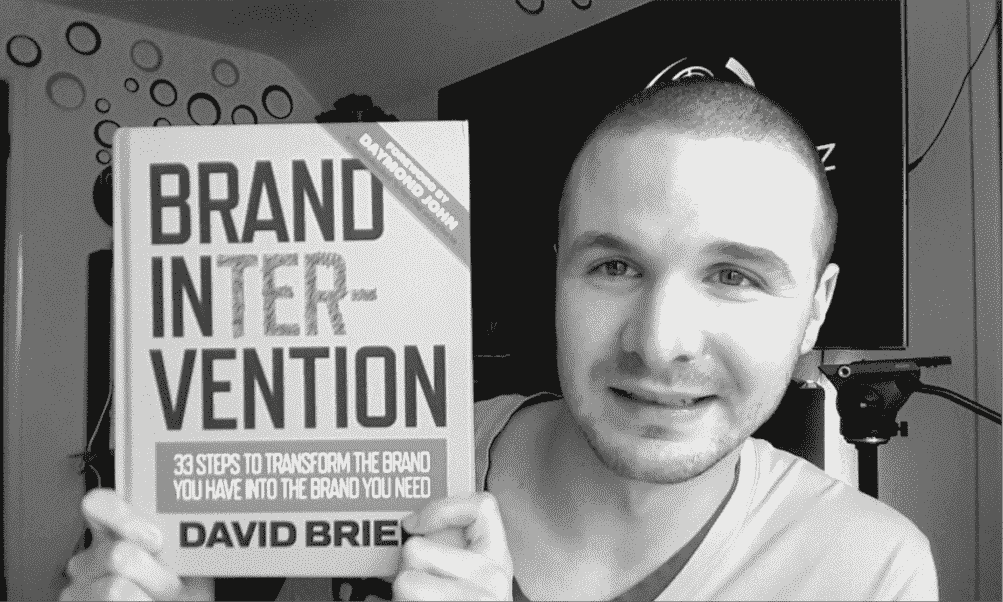 FOREWORD BY
DAYMOND JOHN
BRAND
INTER-
VENTION
33 STEPS TO TRANSFORM THE BRAND
YOU HAVE INTO THE BRAND YOU NEED
DAVID BRIE
Z